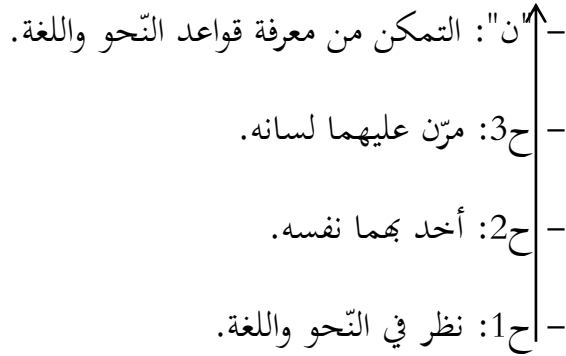 – "ن": التمكن من معرفة قواعد النّحو واللغة.
– ح3: مرّن عليهما لسانه.
– ح2: أخد بهما نفسه.
– ح1: نظر في النّحو واللغة.